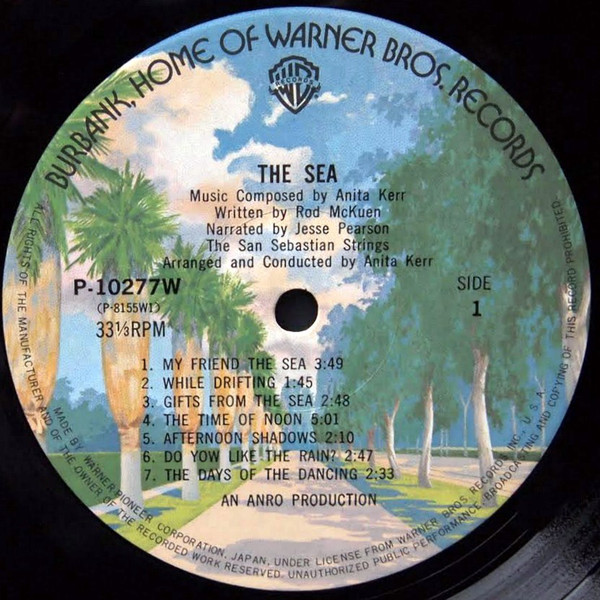 BURBANK, HOME OF WARNER BROS. RECORDS
RECORDS
THE SEA
Music Composed by Anita Kerr
Written by Rod McKuen
Narrated by Jesse Pearson
The San Sebastian Strings
Arranged and Conducted by Anita Kerr
P-10277W
(P-8155W1)
33⅓RPM
SIDE
1
1. MY FRIEND THE SEA 3:49
2. WHILE DRIFTING 1:45
3. GIFTS FROM THE SEA 2:48
4. THE TIME OF NOON 5:01
5. AFTERNOON SHADOWS 2:10
6. DO YOW LIKE THE RAIN? 2:47
7. THE DAYS OF THE DANCING 2:33
AN ANRO PRODUCTION
MADE BY WARNER-PIONEER CORPORATION, JAPAN, UNDER LICENSE FROM WARNER BROS RECORD INC., U.S.A.
ALL RIGHTS OF THE MANUFACTURER AND OF THE OWNER OF THE RECORDED WORK RESERVED. UNAUTHORIZED PUBLIC PERFORMANCE BROADCASTING AND COPYING OF THIS RECORD PROHIBITED